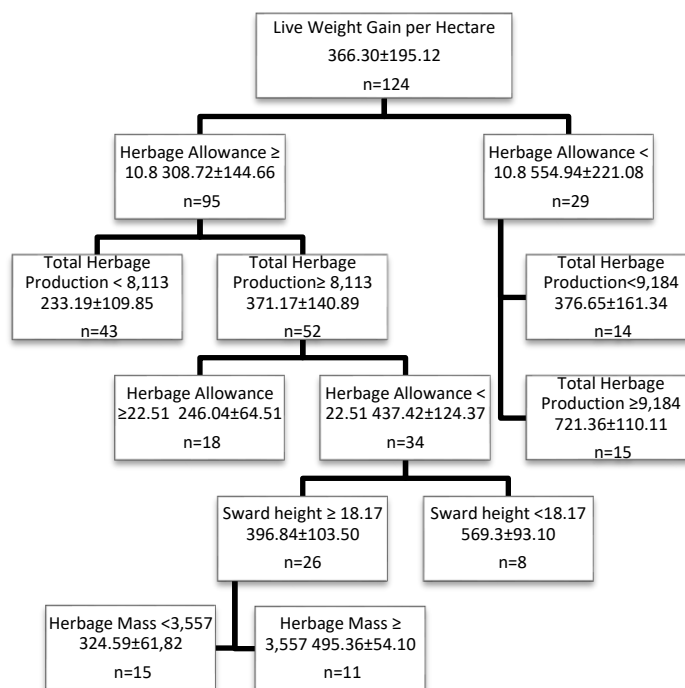 Live Weight Gain per Hectare
366.30±195.12
n=124
Herbage Allowance ≥
10.8 308.72±144.66
n=95
Herbage Allowance <
10.8 554.94±221.08
n=29
Total Herbage
Production < 8,113
233.19±109.85
n=43
Total Herbage
Production≥ 8,113
371.17±140.89
n=52
Total Herbage
Production<9,184
376.65±161.34
n=14
Herbage Allowance
≥22.51 246.04±64.51
n=18
Herbage Allowance <
22.51 437.42±124.37
n=34
Total Herbage
Production ≥9,184
721.36±110.11
n=15
Sward height ≥ 18.17
396.84±103.50
n=26
Sward height <18.17
569.3±93.10
n=8
Herbage Mass <3,557
324.59±61,82
n=15
Herbage Mass ≥
3,557 495.36±54.10
n=11